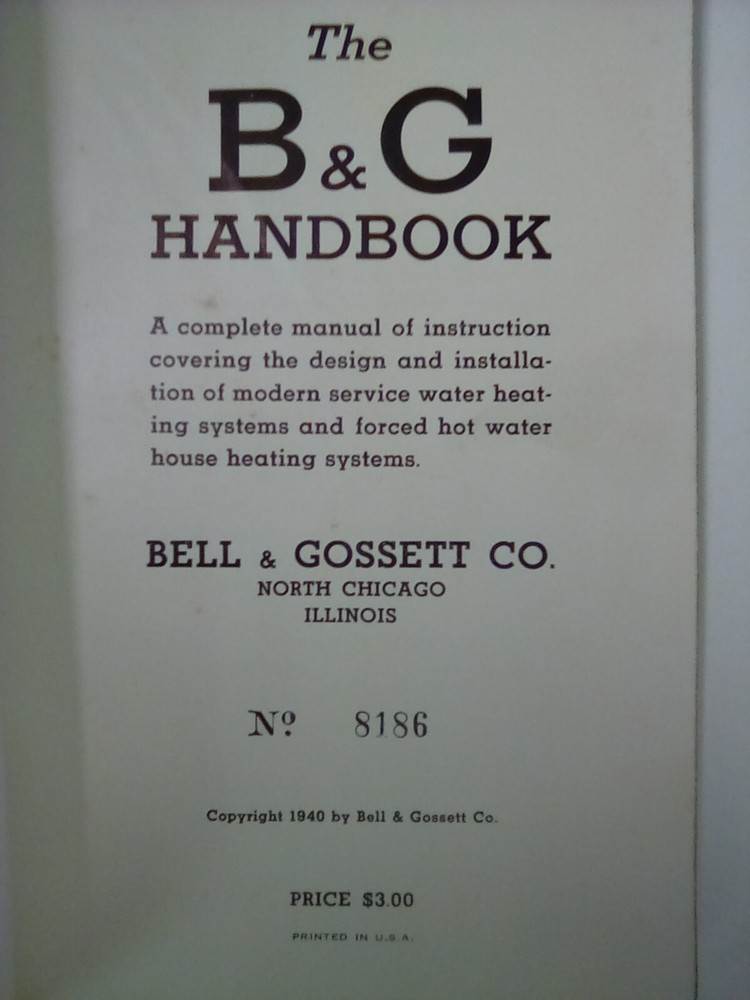 The
B & G
HANDBOOK
A complete manual of instruction
covering the design and installa-
tion of modern service water heat-
ing systems and forced hot water
house heating systems.
BELL & GOSSETT CO.
NORTH CHICAGO
ILLINOIS
Nº 8186
Copyright 1940 by Bell & Gossett Co.
PRICE $3.00
PRINTED IN U.S.A.